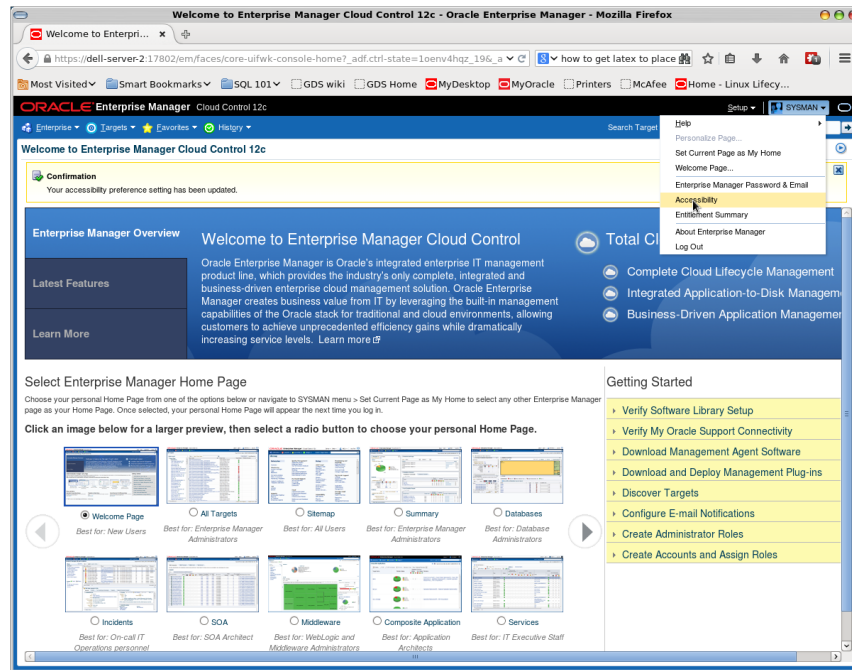 Welcome to Enterprise Manager Cloud Control 12c - Oracle Enterprise Manager - Mozilla Firefox
Welcome to Enterpri...
https://dell-server-2:17802/em/faces/core-uifwk-console-home?_adf.ctrl-state=1oenv4hqz_19&_a
how to get latex to place
Most Visited
Smart Bookmarks
SQL 101
GDS wiki
GDS Home
MyDesktop
MyOracle
Printers
McAfee
Home - Linux Lifecy...
ORACLE Enterprise Manager Cloud Control 12c
Setup
SYSMAN
Enterprise
Targets
Favorites
History
Search Target
Help
Personalize Page...
Set Current Page as My Home
Welcome Page...
Enterprise Manager Password & Email
Accessibility
Entitlement Summary
About Enterprise Manager
Log Out
Welcome to Enterprise Manager Cloud Control 12c
Confirmation
Your accessibility preference setting has been updated.
Enterprise Manager Overview
Latest Features
Learn More
Welcome to Enterprise Manager Cloud Control
Oracle Enterprise Manager is Oracle's integrated enterprise IT management
product line, which provides the industry's only complete, integrated and
business-driven enterprise cloud management solution. Oracle Enterprise
Manager creates business value from IT by leveraging the built-in management
capabilities of the Oracle stack for traditional and cloud environments, allowing
customers to achieve unprecedented efficiency gains while dramatically
increasing service levels. Learn more
Total Cl
Complete Cloud Lifecycle Management
Integrated Application-to-Disk Managem
Business-Driven Application Managemer
Select Enterprise Manager Home Page
Choose your personal Home Page from one of the options below or navigate to SYSMAN menu > Set Current Page as My Home to select any other Enterprise Manager
page as your Home Page. Once selected, your personal Home Page will appear the next time you log in.
Click an image below for a larger preview, then select a radio button to choose your personal Home Page.
Welcome Page
Best for: New Users
All Targets
Best for: Enterprise Manager
Administrators
Sitemap
Best for: All Users
Summary
Best for: Enterprise Manager
Administrators
Databases
Best for: Database
Administrators
Incidents
Best for: On-call IT
Operations personnel
SOA
Best for: SOA Architect
Middleware
Best for: WebLogic and
Middleware Administrators
Composite Application
Best for: Application
Architects
Services
Best for: IT Executive Staff
Getting Started
Verify Software Library Setup
Verify My Oracle Support Connectivity
Download Management Agent Software
Download and Deploy Management Plug-ins
Discover Targets
Configure E-mail Notifications
Create Administrator Roles
Create Accounts and Assign Roles